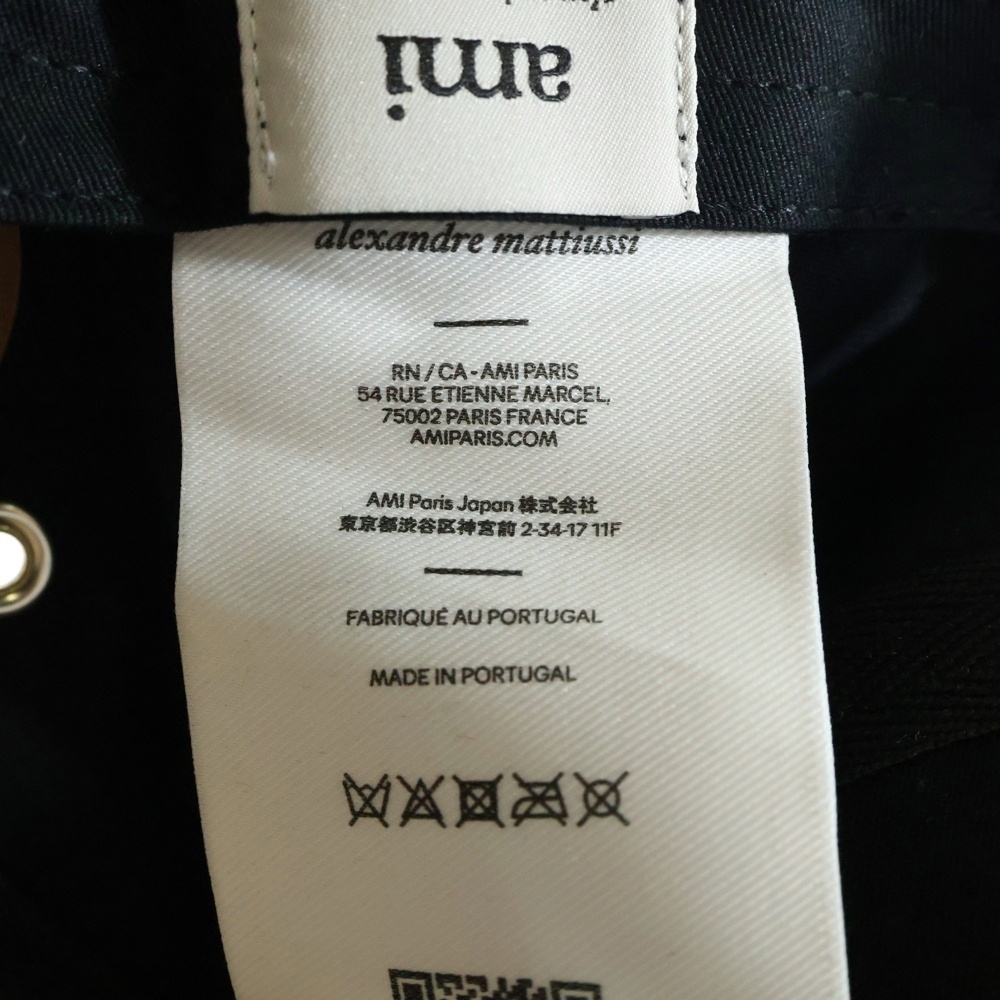 ami
alexandre mattiussi
RN / CA - AMI PARIS
54 RUE ETIENNE MARCEL,
75002 PARIS FRANCE
AMIPARIS.COM
AMI Paris Japan 株式会社
東京都渋谷区神宮前 2-34-17 11F
FABRIQUÉ AU PORTUGAL
MADE IN PORTUGAL